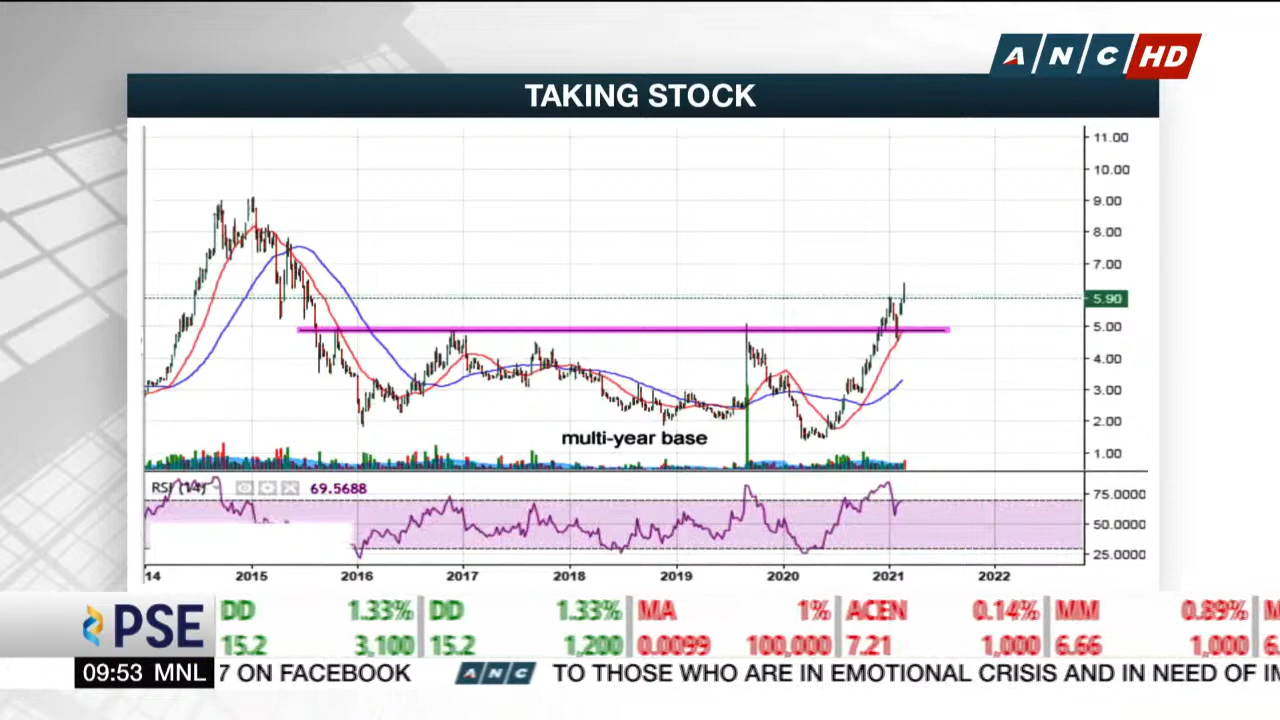 ANC HD
TAKING STOCK
11.00
10.00
9.00
8.00
7.00
5.90
5.00
4.00
3.00
2.00
1.00
multi-year base
RSI (14) 69.5688
75.0000
50.0000
25.0000
14 2015 2016 2017 2018 2019 2020 2021 2022
PSE
DD 1.33% DD 1.33% MA 1% ACEN 0.14% MM 0.89%
15.2 3,100 15.2 1,200 0.0099 100,000 7.21 1,000 6.66 1,000 6.
09:53 MNL 7 ON FACEBOOK ANC TO THOSE WHO ARE IN EMOTIONAL CRISIS AND IN NEED OF IM